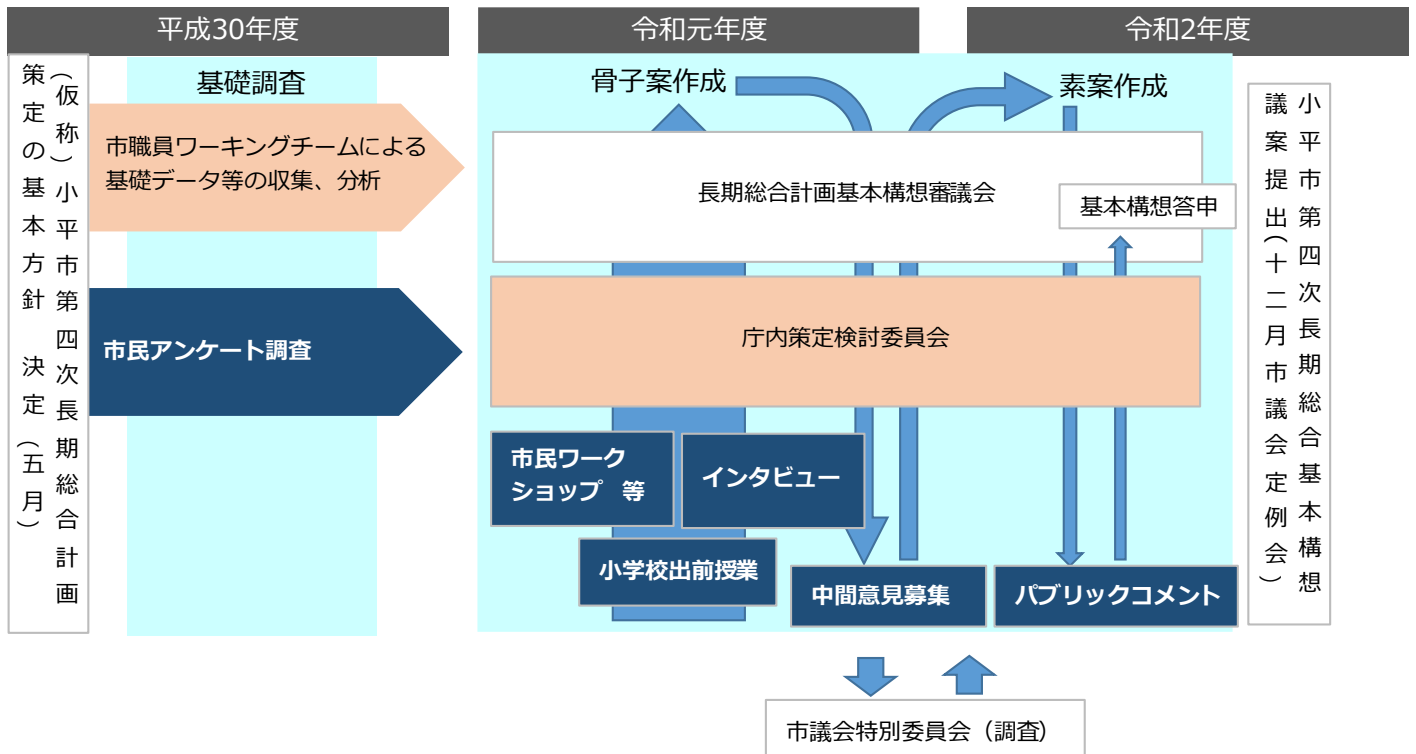 平成30年度
令和元年度
令和2年度
(仮称)小平市第四次長期総合計画
策定の基本方針 決定(五月)
基礎調査
市職員ワーキングチームによる
基礎データ等の収集、分析
市民アンケート調査
骨子案作成
素案作成
長期総合計画基本構想審議会
基本構想答申
庁内策定検討委員会
市民ワーク
ショップ 等
インタビュー
小学校出前授業
中間意見募集
パブリックコメント
小平市第四次長期総合基本構想
議案提出(十二月市議会定例会)
市議会特別委員会(調査)